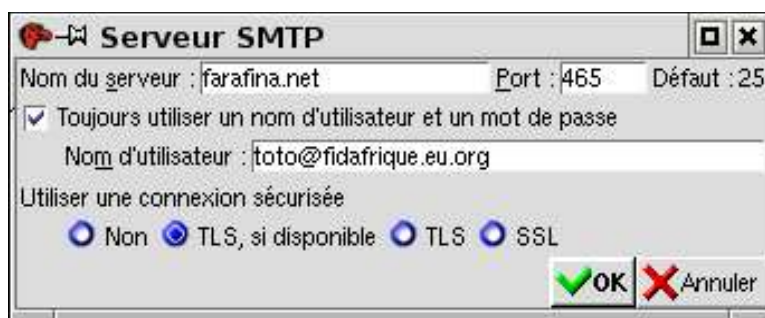 Serveur SMTP
Nom du serveur : farafina.net Port : 465 Défaut : 25
Toujours utiliser un nom d'utilisateur et un mot de passe
Nom d'utilisateur : toto@fidafrique.eu.org
Utiliser une connexion sécurisée
Non TLS, si disponible TLS SSL
OK Annuler